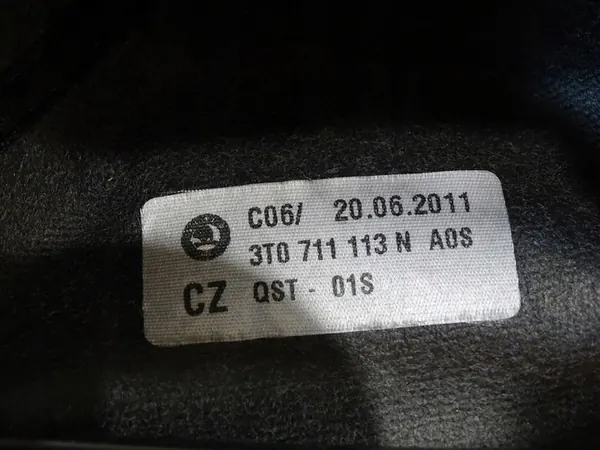 C06/ 20.06.2011
3T0 711 113 N A0S
CZ QST - 01S